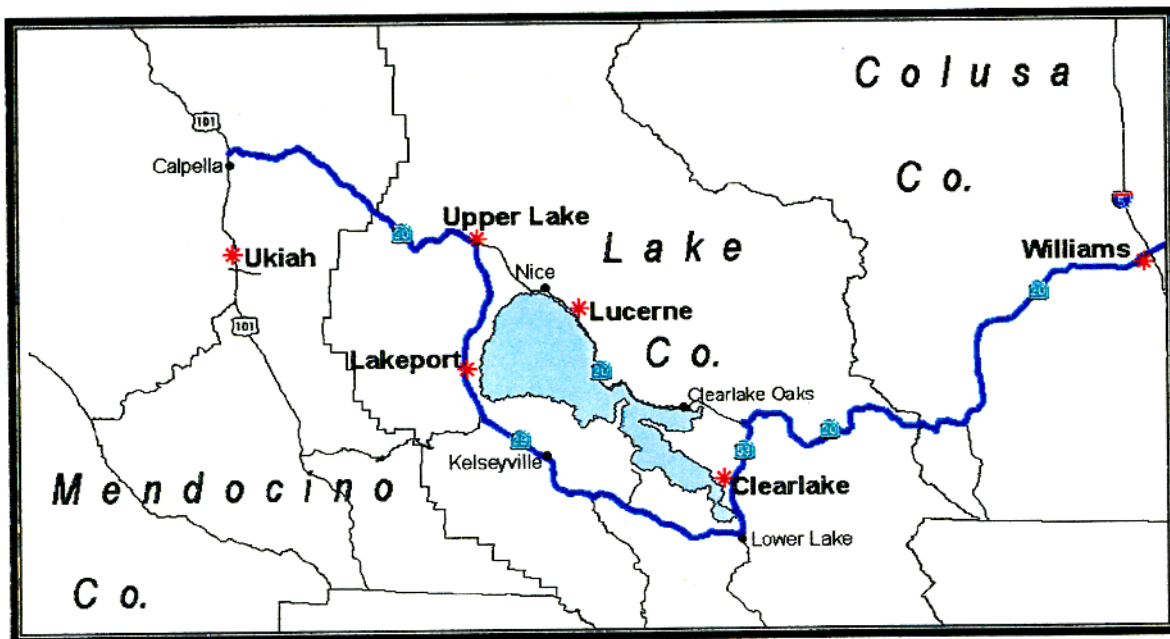 Colusa
Co.
101
Calpella
20
Upper Lake
Ukiah
Lake
Williams
Nice
20
Lucerne
101
Co.
Lakeport
20
Clearlake Oaks
20
29
53
Kelseyville
Mendocino
Clearlake
Lower Lake
Co.